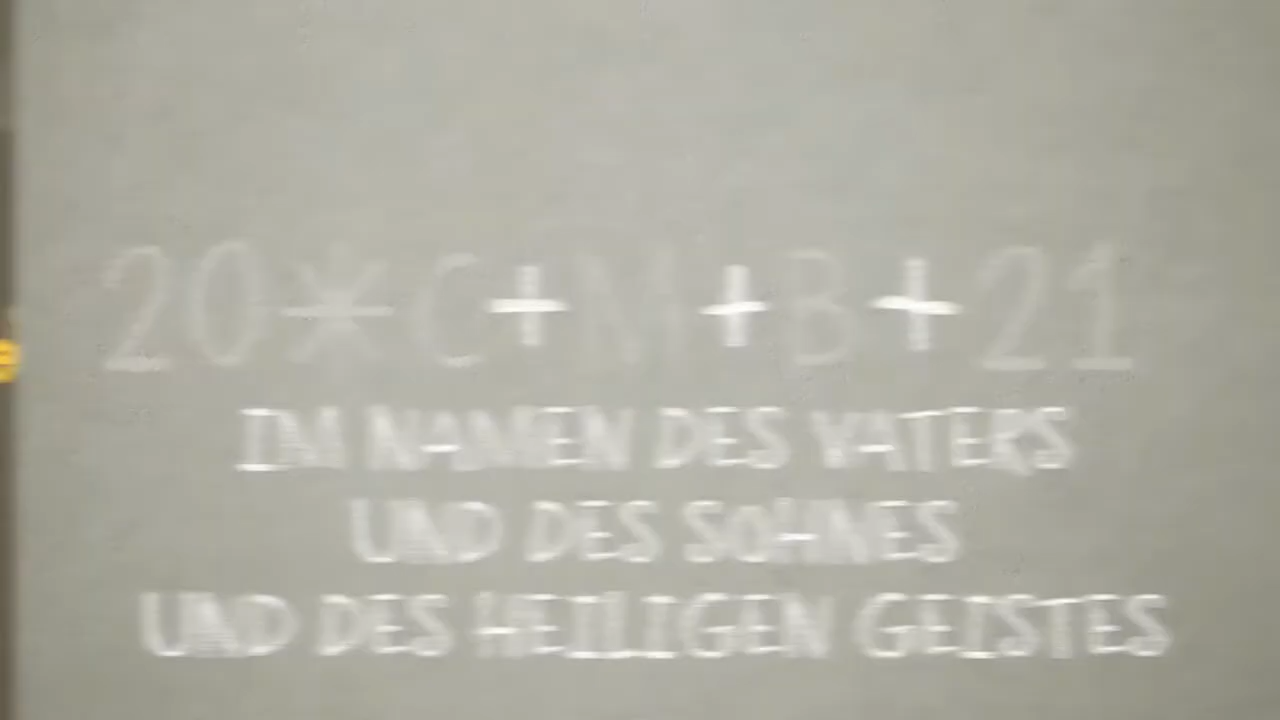 20*C+M+B+21
IM NAMEN DES VATERS
UND DES SOHNES
UND DES HEILIGEN GEISTES